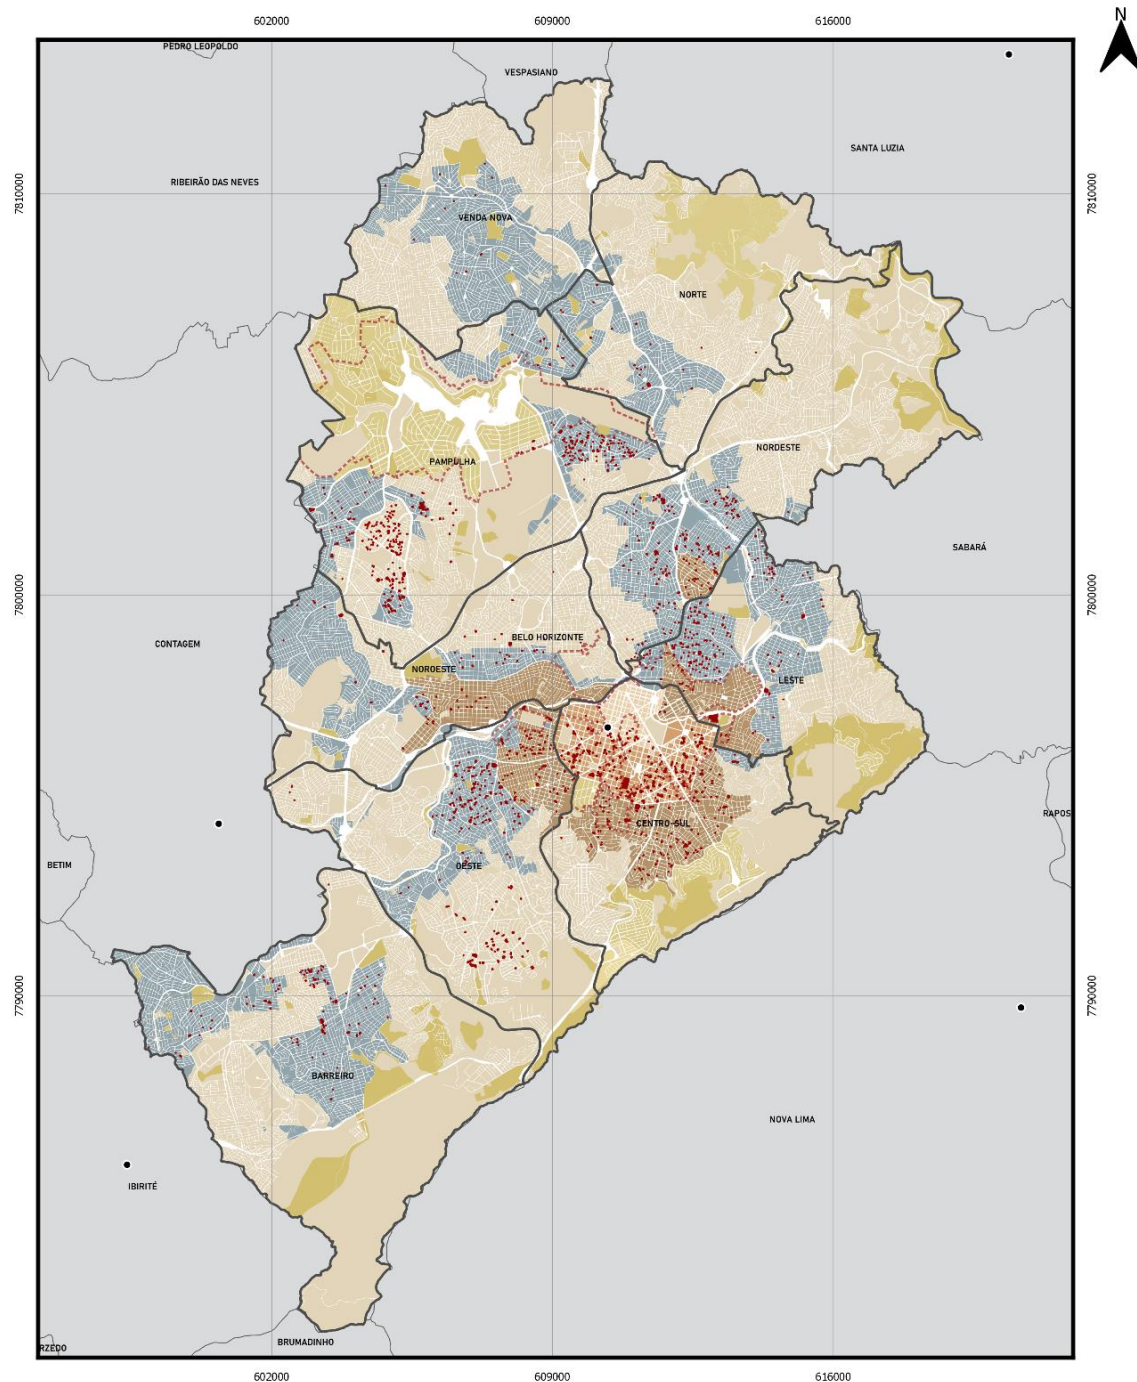 N
602000
609000
616000
PEDRO LEOPOLDO
VESPASIANO
SANTA LUZIA
RIBEIRÃO DAS NEVES
7810000
7810000
VENDA NOVA
NORTE
NORDESTE
PAMPULHA
SABARÁ
7800000
7800000
CONTAGEM
BELO HORIZONTE
NOROESTE
LESTE
RAPOS
CENTRO-SUL
BETIM
OESTE
7790000
7790000
BARREIRO
NOVA LIMA
IBIRITÉ
BRUMADINHO
RZEDO
602000
609000
616000